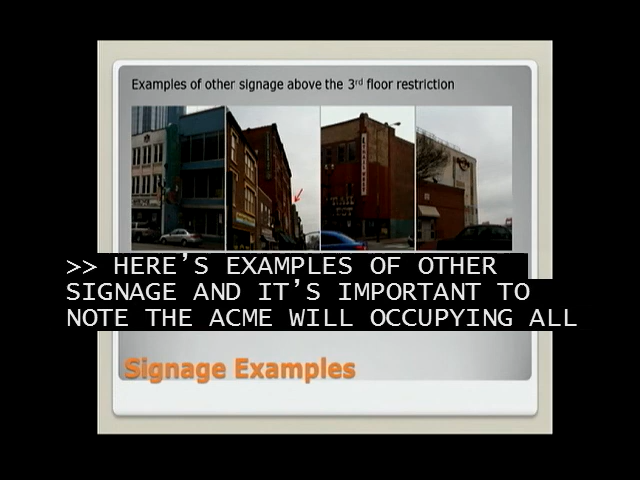 Examples of other signage above the 3rd floor restriction
>> HERE'S EXAMPLES OF OTHER
SIGNAGE AND IT'S IMPORTANT TO
NOTE THE ACME WILL OCCUPYING ALL
Signage Examples